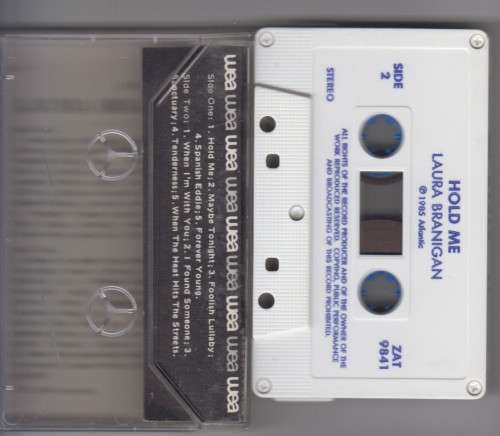 wea wea wea wea wea wea wea wea wea
Side One: 1. Hold Me; 2. Maybe Tonight; 3. Foolish Lullaby;
4. Spanish Eddie; 5. Forever Young.
Side Two: 1. When I'm With You; 2. I Found Someone; 3.
Sanctuary; 4. Tenderness; 5. When The Heat Hits The Streets.
HOLD ME
LAURA BRANIGAN
℗ 1985 Atlantic
SIDE
2
STEREO
ZAT
9841
ALL RIGHTS OF THE RECORD PRODUCER AND OF THE OWNER OF THE
WORK REPRODUCED RESERVED. COPYING, PUBLIC PERFORMANCE
AND BROADCASTING OF THIS RECORD PROHIBITED.